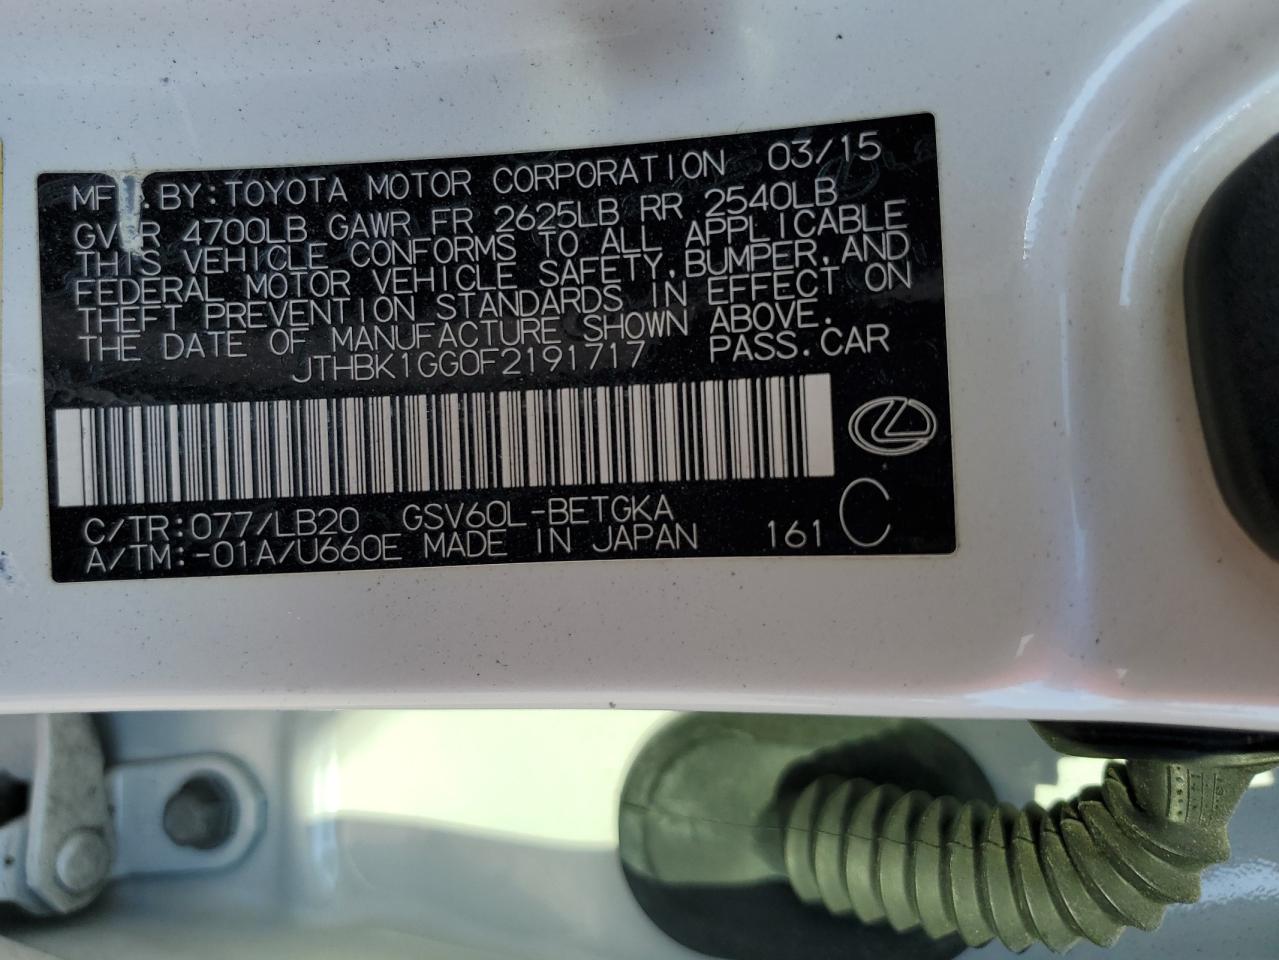 MFD.BY:TOYOTA MOTOR CORPORATION 03/15
GVWR 4700LB GAWR FR 2625LB RR 2540LB
THIS VEHICLE CONFORMS TO ALL APPLICABLE
FEDERAL MOTOR VEHICLE SAFETY,BUMPER,AND
THEFT PREVENTION STANDARDS IN EFFECT ON
THE DATE OF MANUFACTURE SHOWN ABOVE.
JTHBK1GG0F2191717 PASS.CAR
C/TR:077/LB20 GSV60L-BETGKA
A/TM:-01A/U660E MADE IN JAPAN 161 C